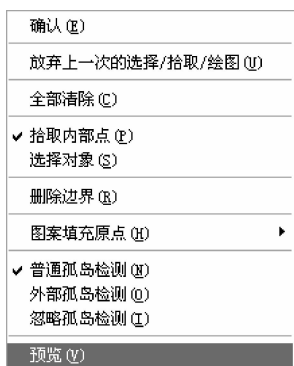 确认(E)
放弃上一次的选择/拾取/绘图(U)
全部清除(C)
拾取内部点(P)
选择对象(S)
删除边界(R)
图案填充原点(H)
普通孤岛检测(N)
外部孤岛检测(O)
忽略孤岛检测(I)
预览(V)